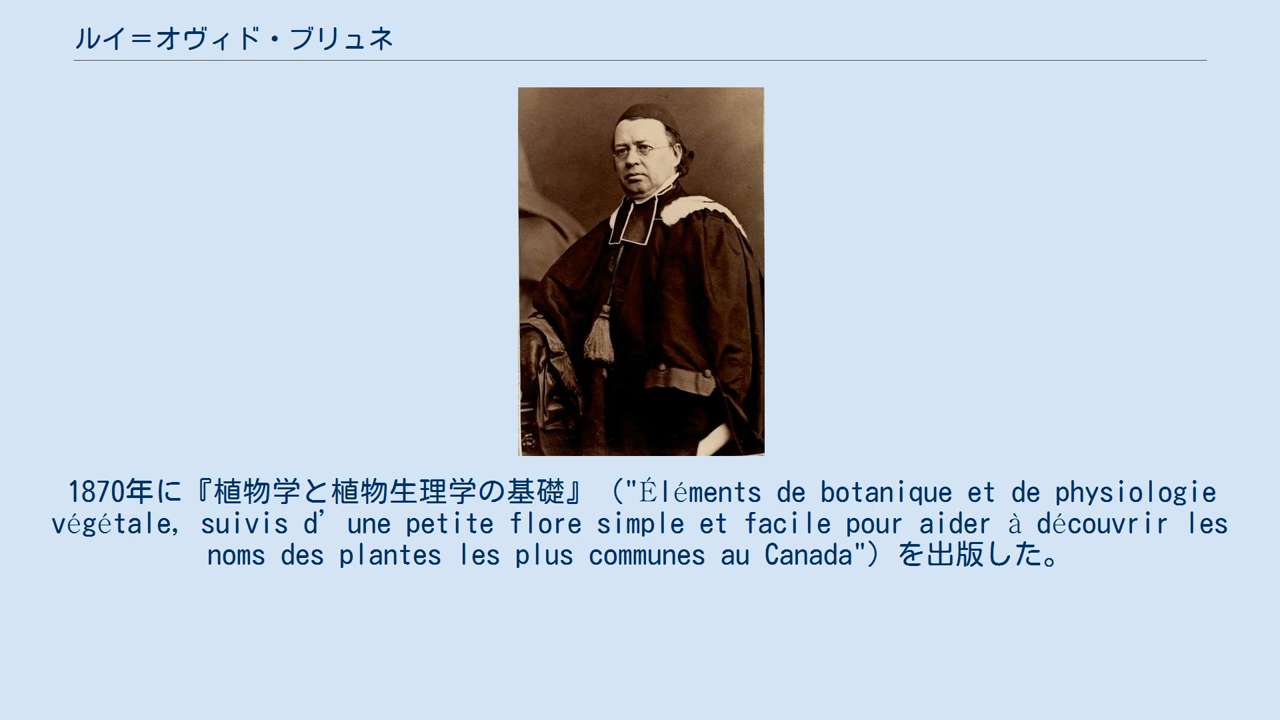 ルイ＝オヴィド・ブリュネ
1870年に『植物学と植物生理学の基礎』（"Éléments de botanique et de physiologie
végétale, suivis d’une petite flore simple et facile pour aider à découvrir les
noms des plantes les plus communes au Canada"）を出版した。